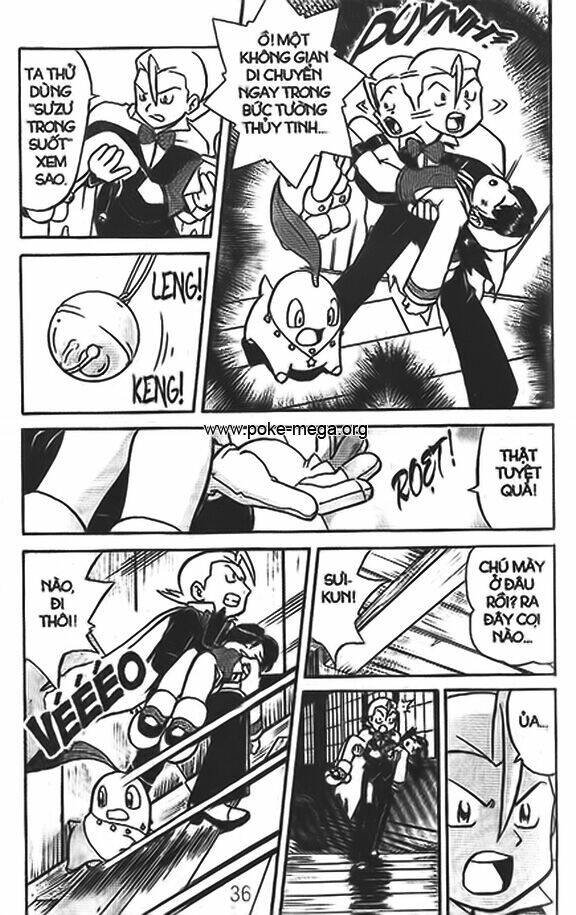 TA THỬ
DÙNG
"SUZU
TRONG
SUỐT"
XEM
SAO.
Ồ! MỘT
KHÔNG GIAN
DI CHUYỂN
NGAY TRONG
BỨC TƯỜNG
THỦY TINH...
DUYNH!
LENG!
KENG!
www.poke-mega.org
ROẸT!
THẬT
TUYỆT
QUÁ!
NÀO,
ĐI
THÔI!
VÉÉÉÉO
SUI-
KUN!
CHÚ MÀY
Ở ĐÂU
RỒI? RA
ĐÂY COI
NÀO...
ỦA...
36